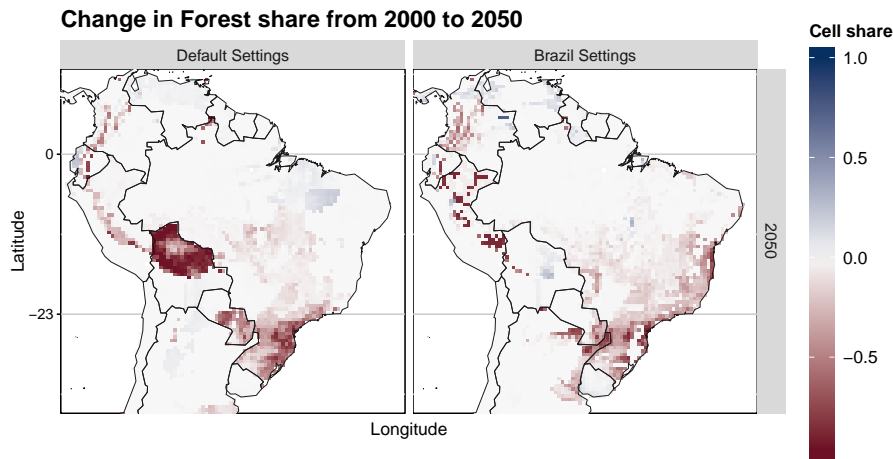 Change in Forest share from 2000 to 2050
Cell share
Default Settings
Brazil Settings
1.0
0.5
0.0
−0.5
0
−23
Latitude
2050
Longitude